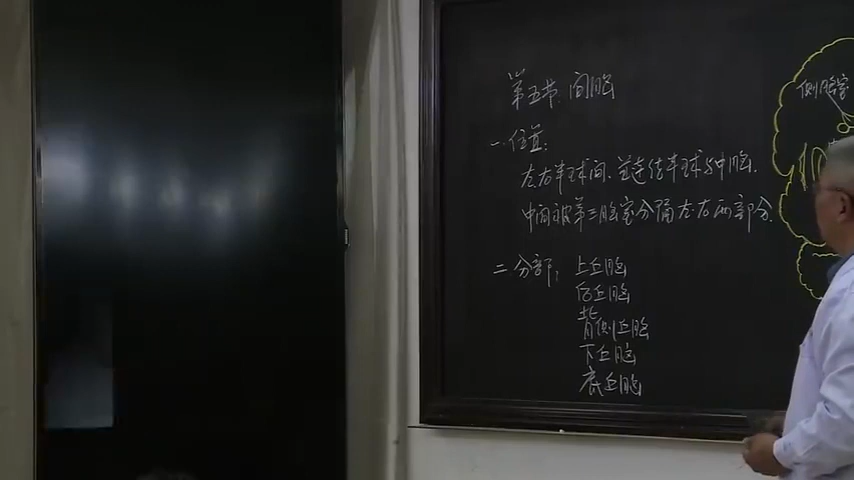 第五节 间脑
一.位置:
左右半球间.并连结半球与中脑.
中间被第三脑室分隔左右两部分.
二分部: 上丘脑
后丘脑
背侧丘脑
下丘脑
底丘脑
侧脑室